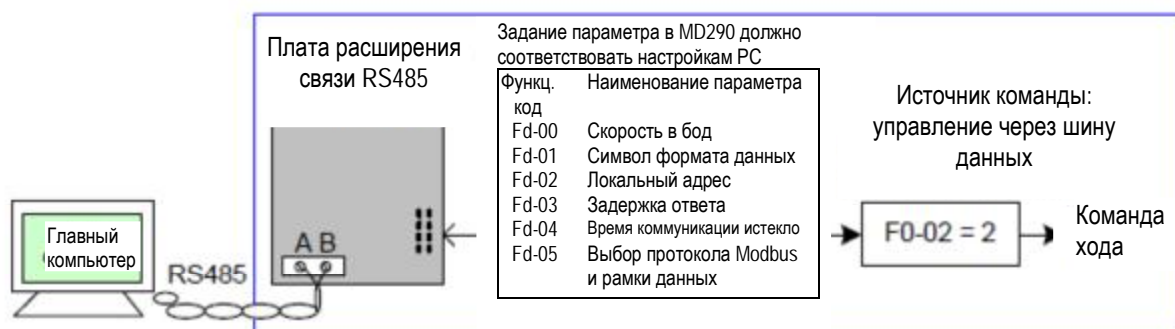 Плата расширения
связи RS485
Задание параметра в MD290 должно
соответствовать настройкам PC
Функц. Наименование параметра
код
Fd-00 Скорость в бод
Fd-01 Символ формата данных
Fd-02 Локальный адрес
Fd-03 Задержка ответа
Fd-04 Время коммуникации истекло
Fd-05 Выбор протокола Modbus
и рамки данных
Источник команды:
управление через шину
данных
Главный
компьютер
RS485
A B
F0-02 = 2
Команда
хода